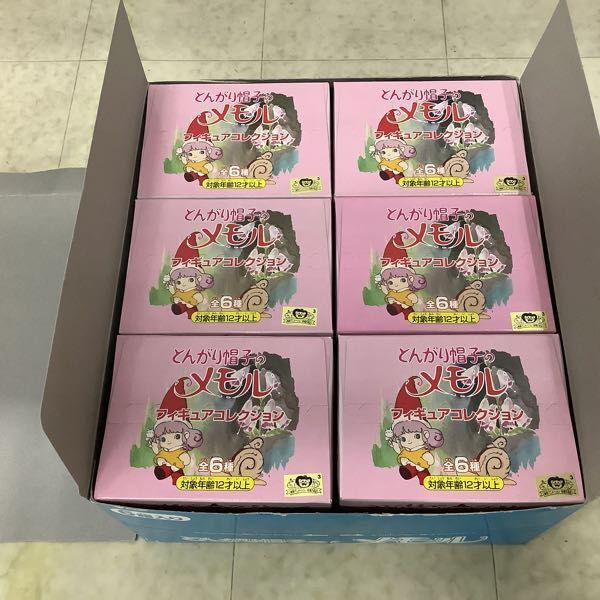 とんがり帽子の
メモル
フィギュアコレクション
全6種
対象年齢12才以上
とんがり帽子の
メモル
フィギュアコレクション
全6種
対象年齢12才以上
とんがり帽子の
メモル
フィギュアコレクション
全6種
対象年齢12才以上
とんがり帽子の
メモル
フィギュアコレクション
全6種
対象年齢12才以上
とんがり帽子の
メモル
フィギュアコレクション
全6種
対象年齢12才以上
とんがり帽子の
メモル
フィギュアコレクション
全6種
対象年齢12才以上